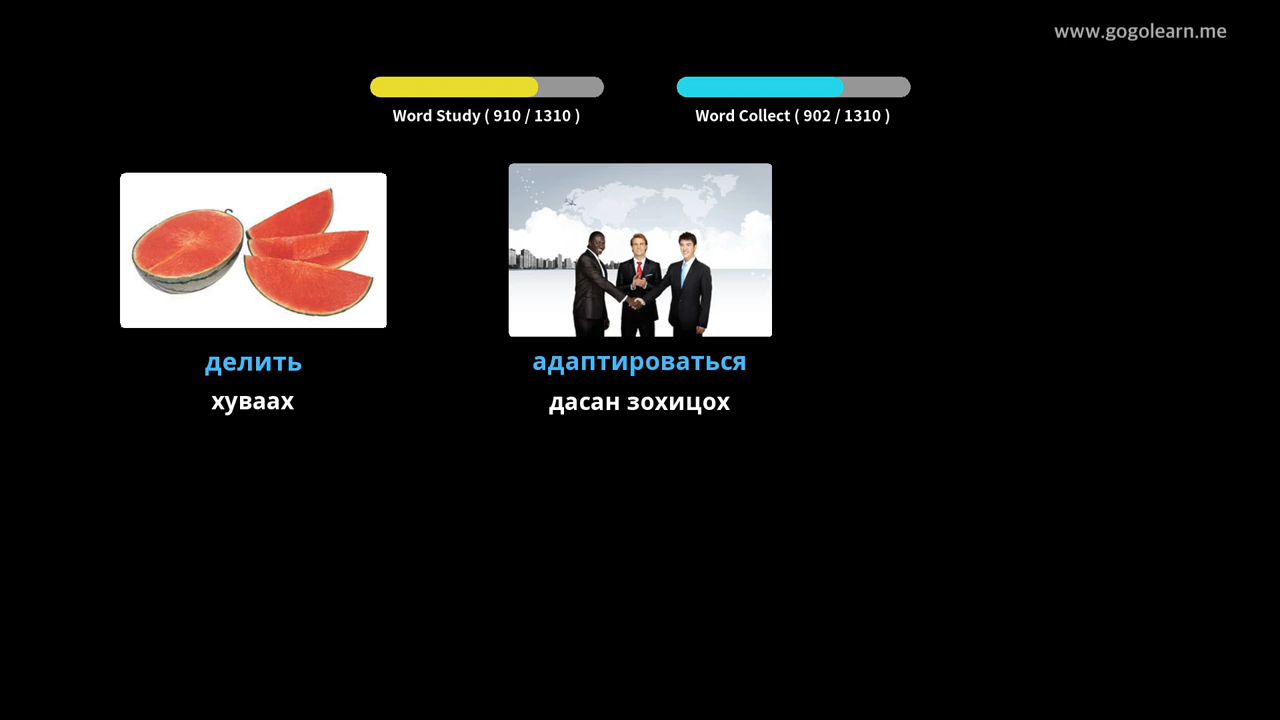 www.gogolearn.me
Word Study ( 910 / 1310 )
Word Collect ( 902 / 1310 )
делить
хуваах
адаптироваться
дасан зохицох